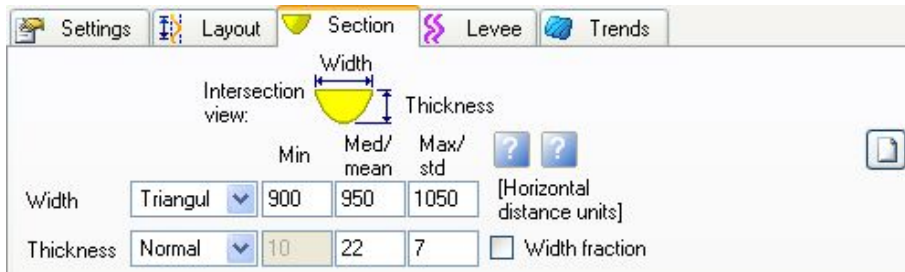 Settings Layout Section Levee Trends
Width
Intersection view: Thickness
Min Med/mean Max/std ? ?
Width Triangul 900 950 1050 [Horizontal distance units]
Thickness Normal 10 22 7 Width fraction